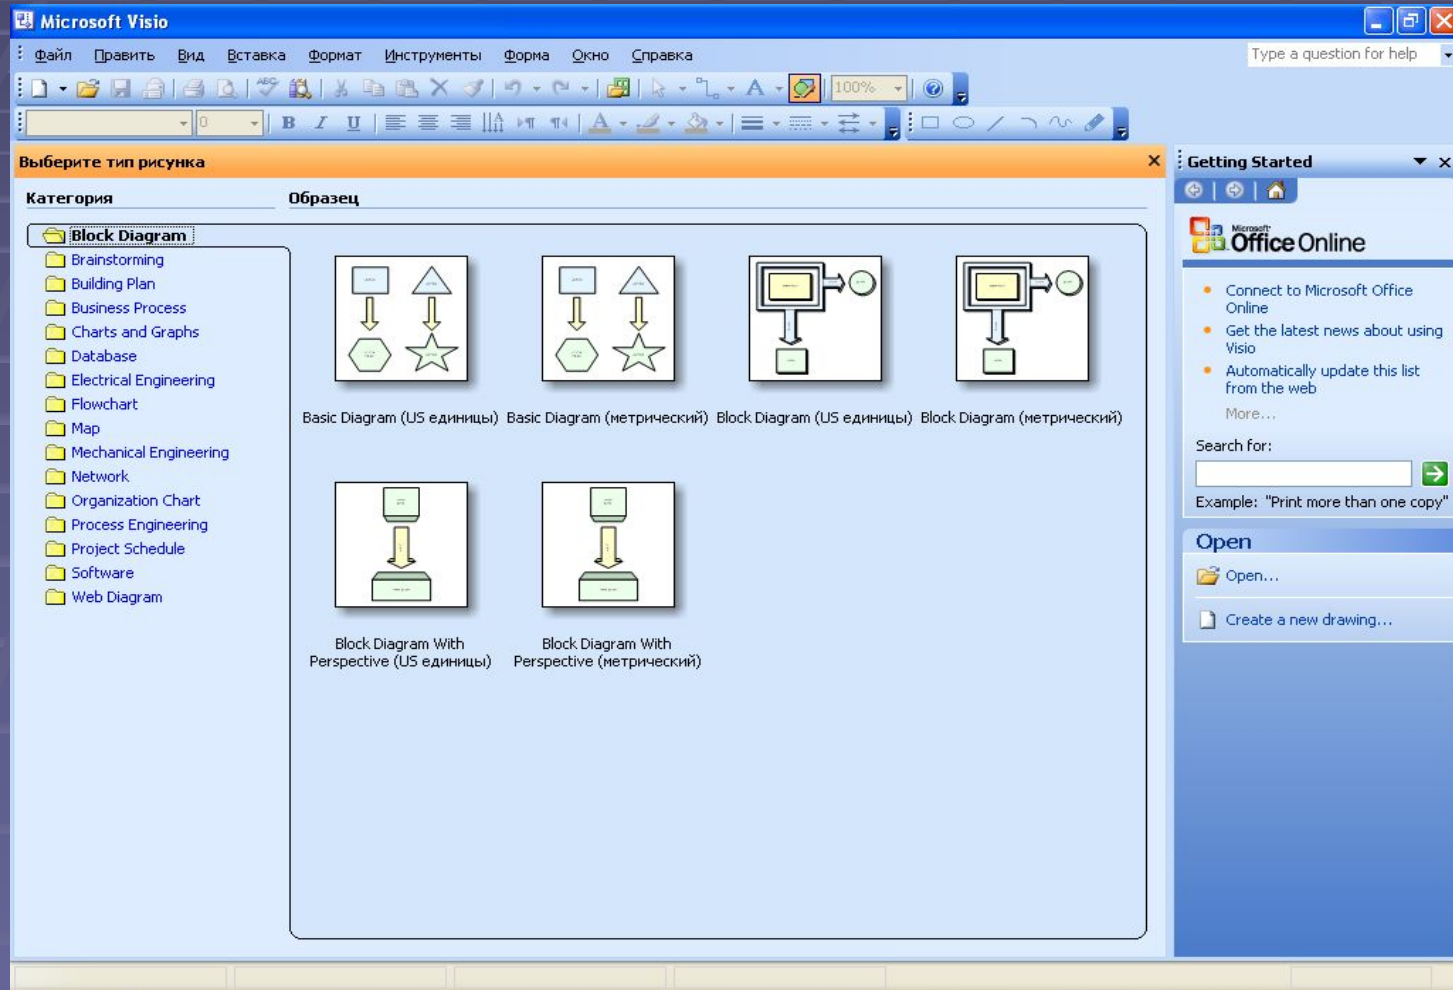 Microsoft Visio
Файл Править Вид Вставка Формат Инструменты Форма Окно Справка
Type a question for help
100%
0
B I U
Выберите тип рисунка
Категория
Образец
Block Diagram
Brainstorming
Building Plan
Business Process
Charts and Graphs
Database
Electrical Engineering
Flowchart
Map
Mechanical Engineering
Network
Organization Chart
Process Engineering
Project Schedule
Software
Web Diagram
Basic Diagram (US единицы)
Basic Diagram (метрический)
Block Diagram (US единицы)
Block Diagram (метрический)
Block Diagram With
Perspective (US единицы)
Block Diagram With
Perspective (метрический)
Getting Started
Microsoft
Office Online
Connect to Microsoft Office
Online
Get the latest news about using
Visio
Automatically update this list
from the web
More...
Search for:
Example: "Print more than one copy"
Open
Open...
Create a new drawing...